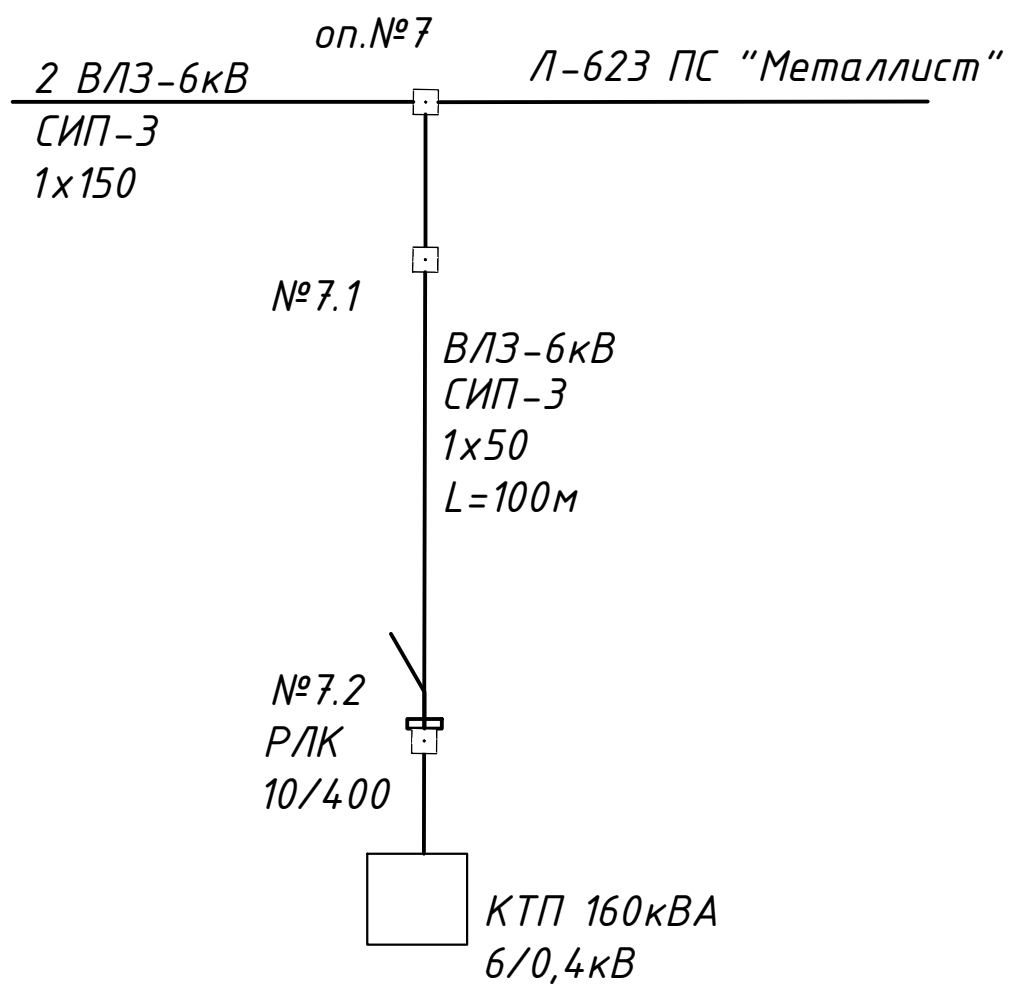 оп.№7
2 ВЛЗ-6кВ
Л-623 ПС "Металлист"
СИП-3
1х150
№7.1
ВЛЗ-6кВ
СИП-3
1х50
L=100м
№7.2
РЛК
10/400
КТП 160кВА
6/0,4кВ